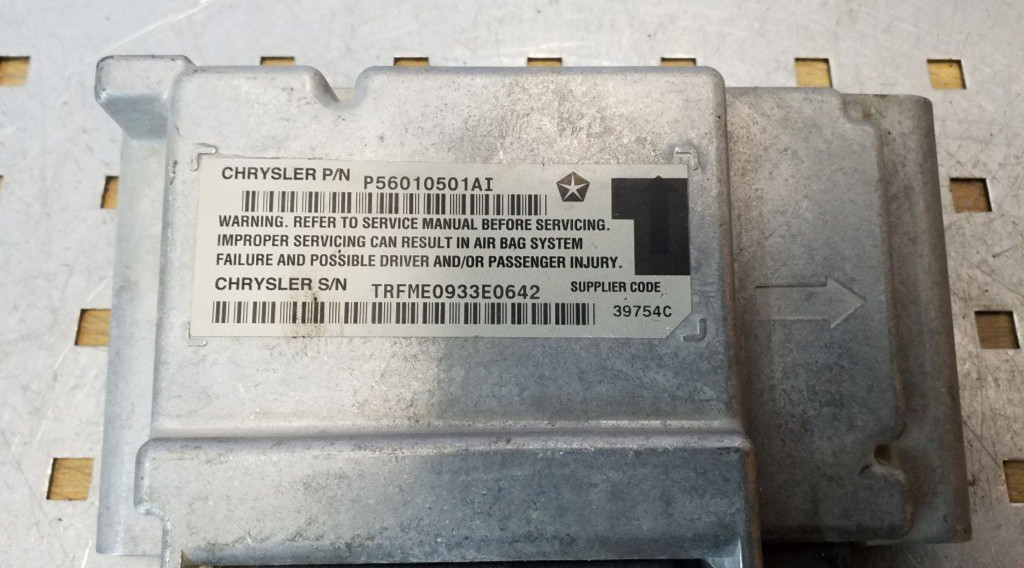 CHRYSLER P/N P56010501AI
WARNING. REFER TO SERVICE MANUAL BEFORE SERVICING.
IMPROPER SERVICING CAN RESULT IN AIR BAG SYSTEM
FAILURE AND POSSIBLE DRIVER AND/OR PASSENGER INJURY.
CHRYSLER S/N TRFME0933E0642 SUPPLIER CODE
39754C